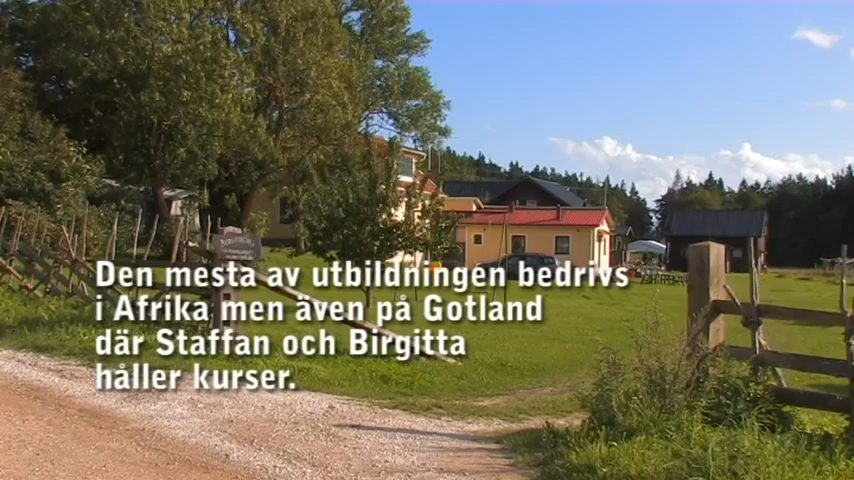 Den mesta av utbildningen bedrivs
i Afrika men även på Gotland
där Staffan och Birgitta
håller kurser.